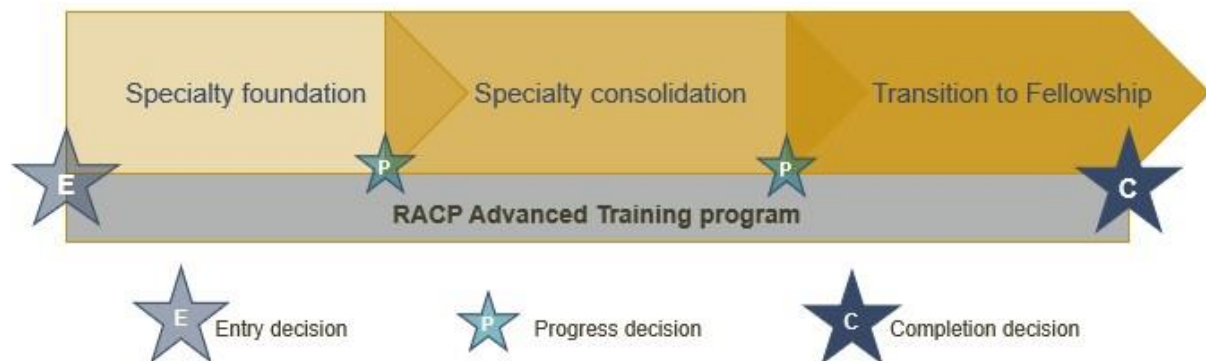 Specialty foundation
Specialty consolidation
Transition to Fellowship
E
P
P
C
RACP Advanced Training program
E Entry decision
P Progress decision
C Completion decision